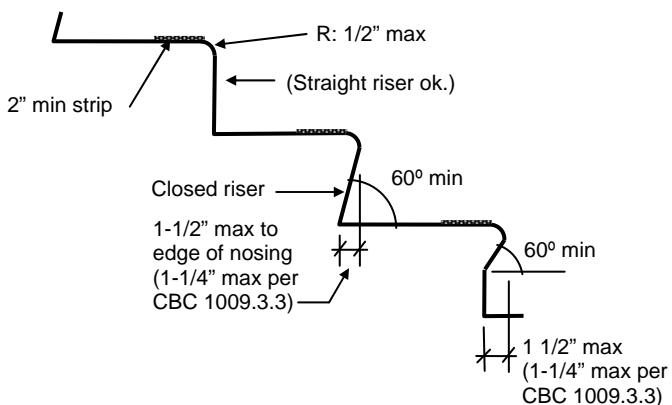 R: 1/2” max
(Straight riser ok.)
2” min strip
Closed riser
60º min
1-1/2” max to
edge of nosing
(1-1/4” max per
CBC 1009.3.3)
60º min
1 1/2” max
(1-1/4” max per
CBC 1009.3.3)